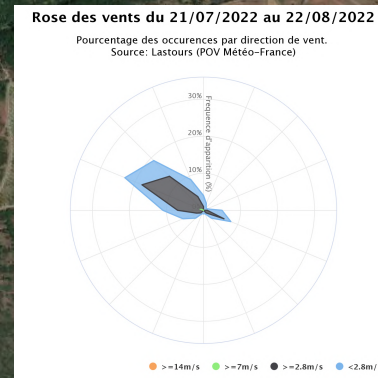 Rose des vents du 21/07/2022 au 22/08/2022
Pourcentage des occurences par direction de vent.
Source: Lastours (POV Météo-France)
30%
20%
10%
Frequence d'apparition (%)
>=14m/s
>=7m/s
>=2.8m/s
<2.8m/